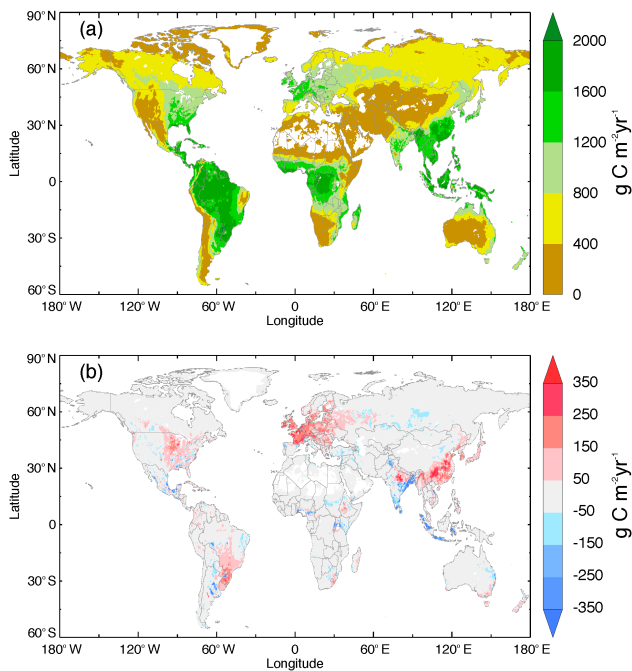 (a)
90° N
60° N
30° N
0
30° S
60° S
Latitude
180° W
120° W
60° W
0
60° E
120° E
180° E
Longitude
2000
1600
1200
800
400
0
g C m⁻²yr⁻¹
(b)
90° N
60° N
30° N
0
30° S
60° S
Latitude
180° W
120° W
60° W
0
60° E
120° E
180° E
Longitude
350
250
150
50
-50
-150
-250
-350
g C m⁻²yr⁻¹